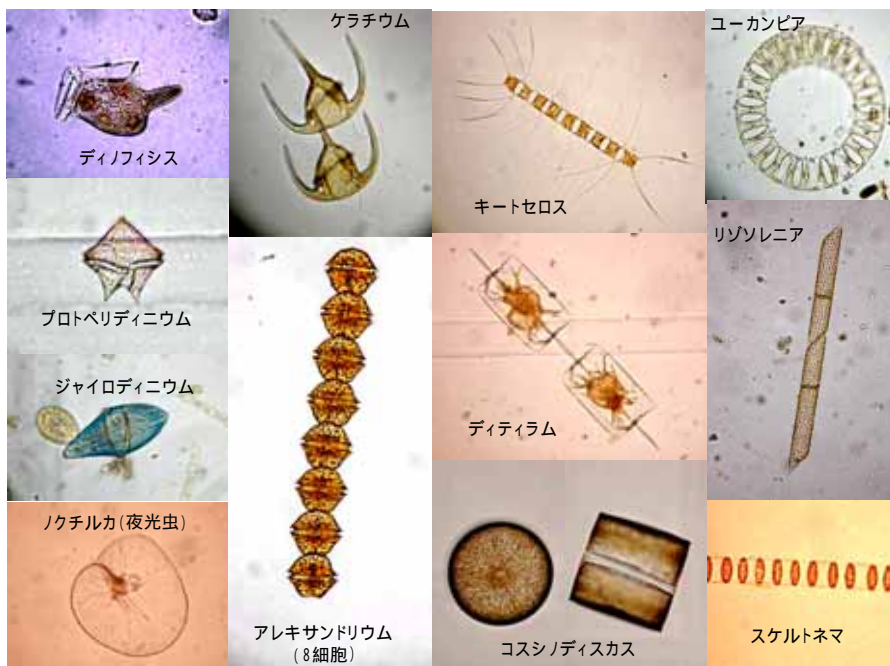 ケラチウム
ユーカンピア
ディノフィシス
キートセロス
リゾソレニア
プロトペリディニウム
ジャイロディニウム
ディティラム
ノクチルカ(夜光虫)
アレキサンドリウム
(8細胞)
コスシノディスカス
スケルトネマ